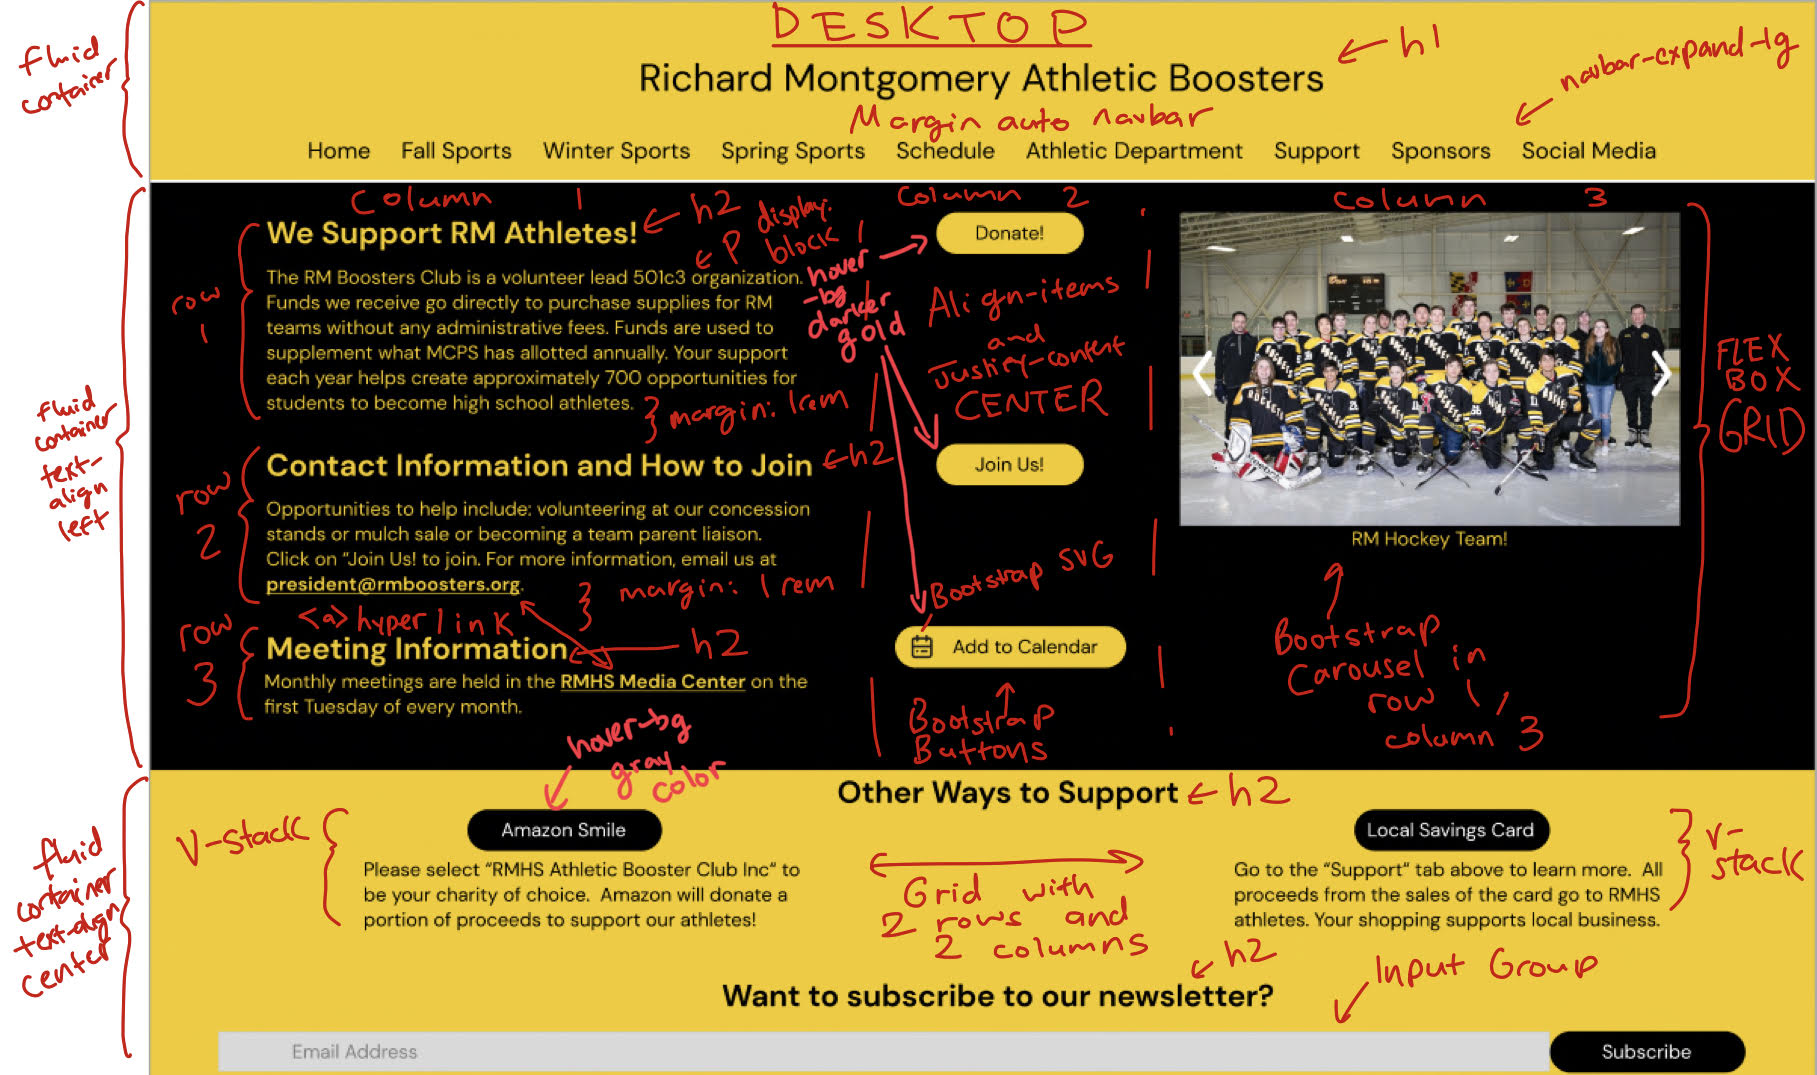 DESKTOP
fluid
container
Richard Montgomery Athletic Boosters
← h1
navbar-expand-lg
Margin auto navbar
Home Fall Sports Winter Sports Spring Sports Schedule Athletic Department Support Sponsors Social Media
Column 1
Column 2
Column 3
fluid
container
text-
align
left
row
1
We Support RM Athletes!
← h2
← P display:
block
The RM Boosters Club is a volunteer lead 501c3 organization.
Funds we receive go directly to purchase supplies for RM
teams without any administrative fees. Funds are used to
supplement what MCPS has allotted annually. Your support
each year helps create approximately 700 opportunities for
students to become high school athletes.
} margin: 1rem
row
2
Contact Information and How to Join
← h2
Opportunities to help include: volunteering at our concession
stands or mulch sale or becoming a team parent liaison.
Click on “Join Us! to join. For more information, email us at
president@rmboosters.org.
<a> hyperlink
} margin: 1 rem
row
3
Meeting Information
h2
Monthly meetings are held in the RMHS Media Center on the
first Tuesday of every month.
hover
-bg
darker
gold
Donate!
Align-items
and
Justify-content
CENTER
Join Us!
Bootstrap SVG
Add to Calendar
Bootstrap
Buttons
RM Hockey Team!
Bootstrap
Carousel in
row 1,
column 3
FLEX
BOX
GRID
fluid
container
text-align
center
hover-bg
gray
color
Other Ways to Support
← h2
V-stack
Amazon Smile
Please select “RMHS Athletic Booster Club Inc“ to
be your charity of choice. Amazon will donate a
portion of proceeds to support our athletes!
Grid with
2 rows and
2 columns
Local Savings Card
Go to the “Support“ tab above to learn more. All
proceeds from the sales of the card go to RMHS
athletes. Your shopping supports local business.
v-
stack
h2
Want to subscribe to our newsletter?
Input Group
Email Address
Subscribe